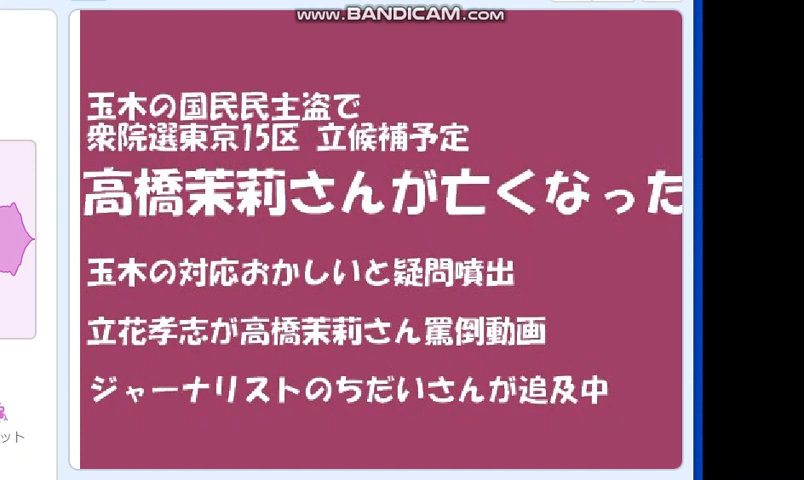 www.BANDICAM.com
玉木の国民民主盗で
衆院選東京15区 立候補予定
高橋茉莉さんが亡くなった
玉木の対応おかしいと疑問噴出
立花孝志が高橋茉莉さん罵倒動画
ジャーナリストのちだいさんが追及中
ット